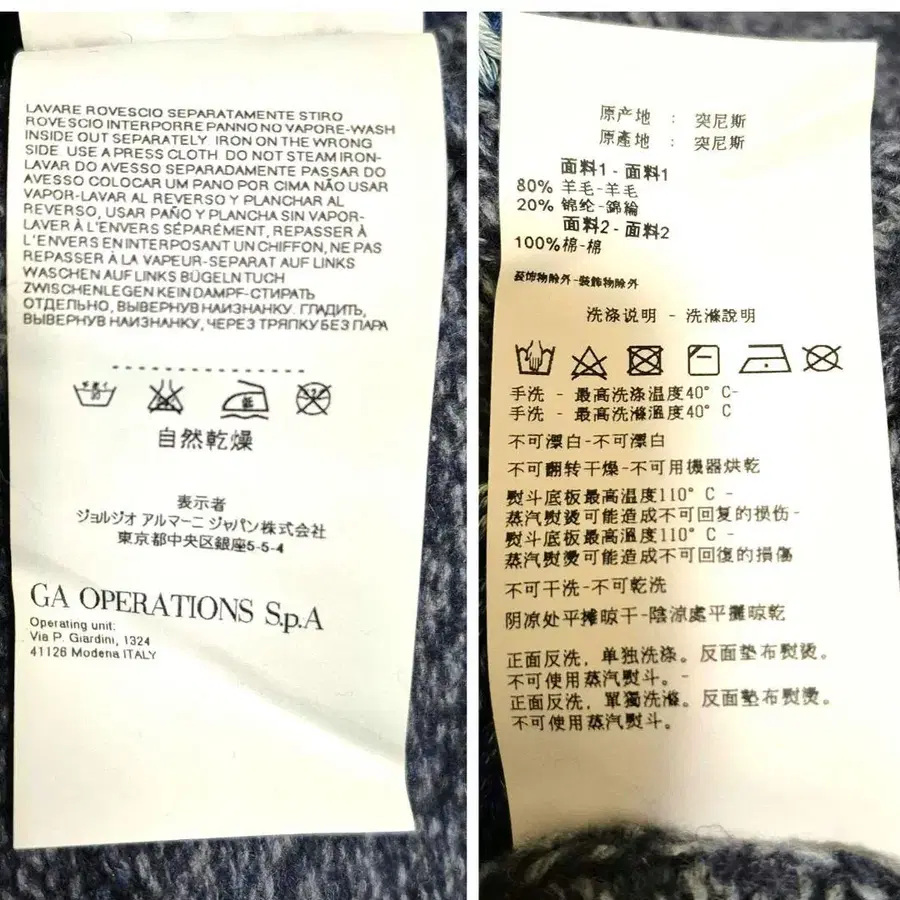 LAVARE ROVESCIO SEPARATAMENTE STIRO
ROVESCIO INTERPORRE PANNO NO VAPORE-WASH
INSIDE OUT SEPARATELY IRON ON THE WRONG
SIDE USE A PRESS CLOTH DO NOT STEAM IRON-
LAVAR DO AVESSO SEPARADAMENTE PASSAR DO
AVESSO COLOCAR UM PANO POR CIMA NÃO USAR
VAPOR-LAVAR AL REVERSO Y PLANCHAR AL
REVERSO, USAR PAÑO Y PLANCHA SIN VAPOR-
LAVER À L'ENVERS SÉPARÉMENT, REPASSER À
L'ENVERS EN INTERPOSANT UN CHIFFON, NE PAS
REPASSER À LA VAPEUR-SEPARAT AUF LINKS
WASCHEN AUF LINKS BÜGELN TUCH
ZWISCHENLEGEN KEIN DAMPF-СТИРАТЬ
ОТДЕЛЬНО, ВЫВЕРНУВ НАИЗНАНКУ. ГЛАДИТЬ,
ВЫВЕРНУВ НАИЗНАНКУ, ЧЕРЕЗ ТРЯПКУ БЕЗ ПАРА
低
自然乾燥
表示者
ジョルジオ アルマーニ ジャパン株式会社
東京都中央区銀座5-5-4
GA OPERATIONS S.p.A
Operating unit:
Via P. Giardini, 1324
41126 Modena ITALY
原产地 : 突尼斯
原產地 : 突尼斯
面料1 - 面料1
80% 羊毛-羊毛
20% 锦纶-錦綸
面料2 - 面料2
100%棉-棉
装饰物除外-裝飾物除外
洗涤说明 - 洗滌說明
手洗 - 最高洗涤温度40° C-
手洗 - 最高洗滌溫度40° C
不可漂白-不可漂白
不可翻转干燥-不可用機器烘乾
熨斗底板最高温度110° C -
蒸汽熨烫可能造成不可回复的损伤-
熨斗底板最高溫度110° C -
蒸汽熨燙可能造成不可回復的損傷
不可干洗-不可乾洗
阴凉处平摊晾干-陰涼處平攤晾乾
正面反洗，单独洗涤。反面垫布熨烫。
不可使用蒸汽熨斗。-
正面反洗，單獨洗滌。反面墊布熨燙。
不可使用蒸汽熨斗。